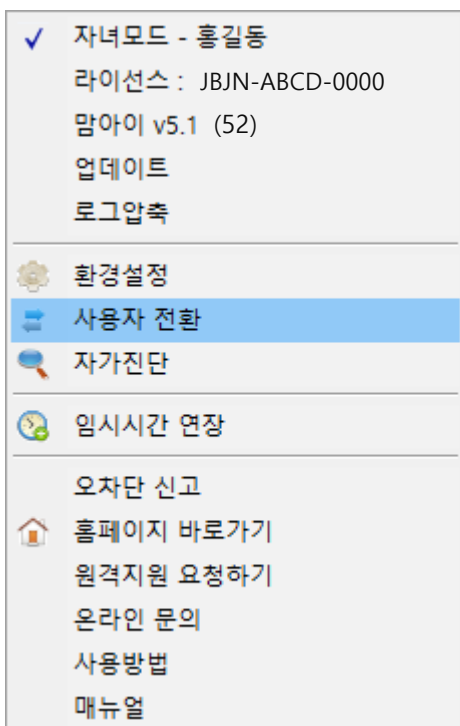 자녀모드 - 홍길동
라이선스 : JBJN-ABCD-0000
맘아이 v5.1 (52)
업데이트
로그압축
환경설정
사용자 전환
자가진단
임시시간 연장
오차단 신고
홈페이지 바로가기
원격지원 요청하기
온라인 문의
사용방법
매뉴얼